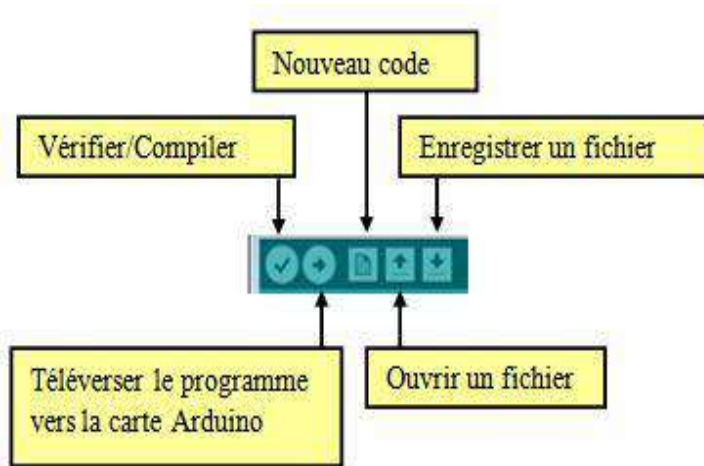 Nouveau code
Vérifier/Compiler
Enregistrer un fichier
Téléverser le programme
vers la carte Arduino
Ouvrir un fichier